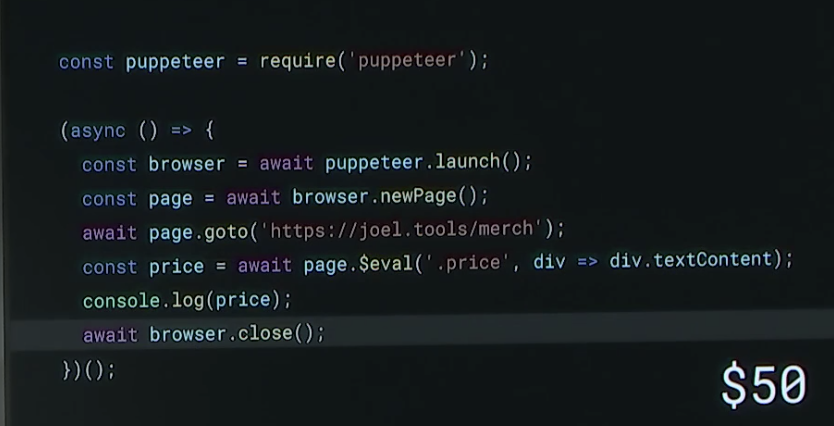 const puppeteer = require('puppeteer');
(async () => {
const browser = await puppeteer.launch();
const page = await browser.newPage();
await page.goto('https://joel.tools/merch');
const price = await page.$eval('.price', div => div.textContent);
console.log(price);
await browser.close();
})();
$50